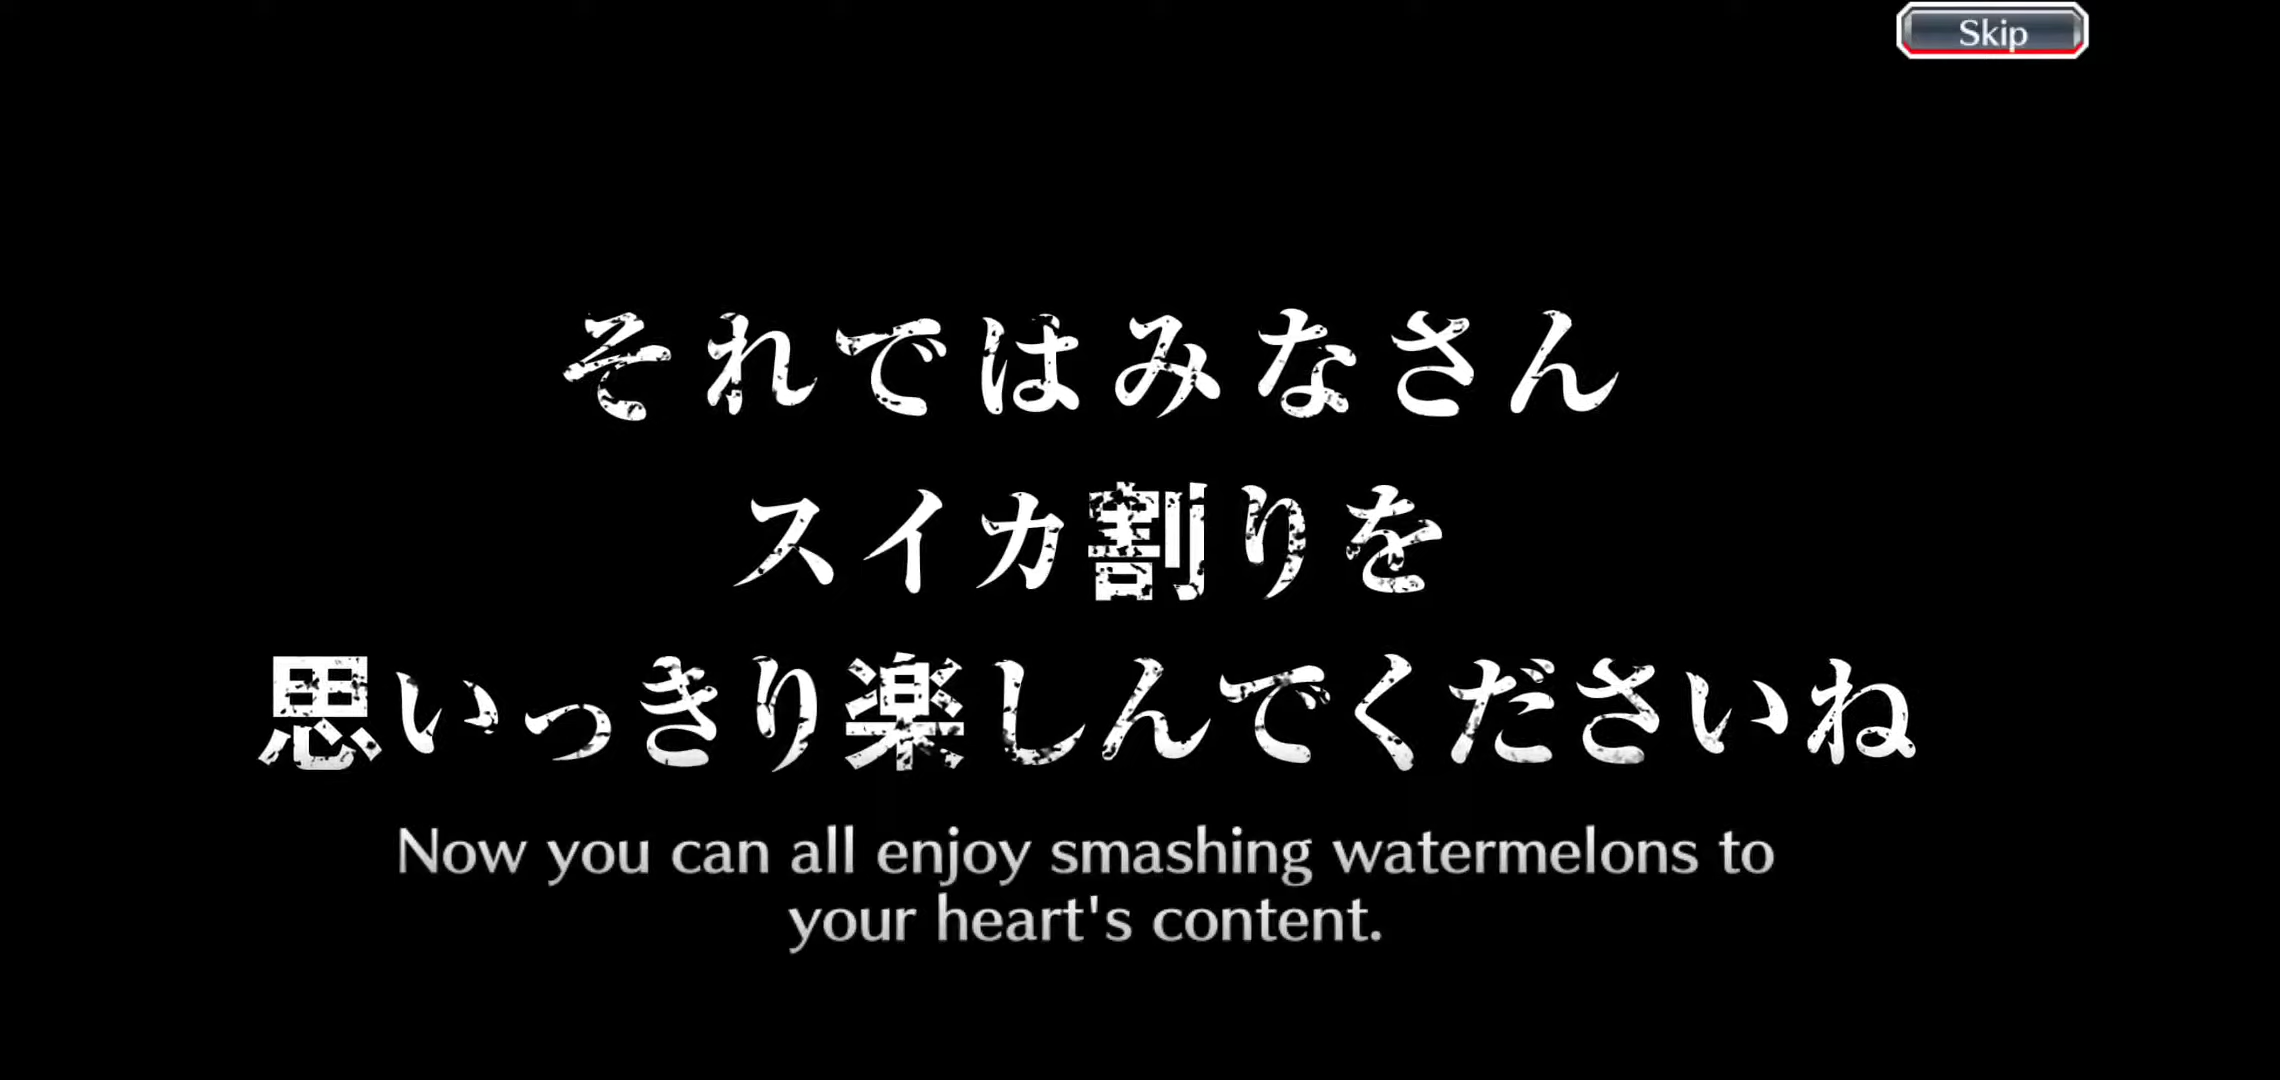 Skip
それではみなさん
スイカ割りを
思いっきり楽しんでくださいね
Now you can all enjoy smashing watermelons to
your heart's content.